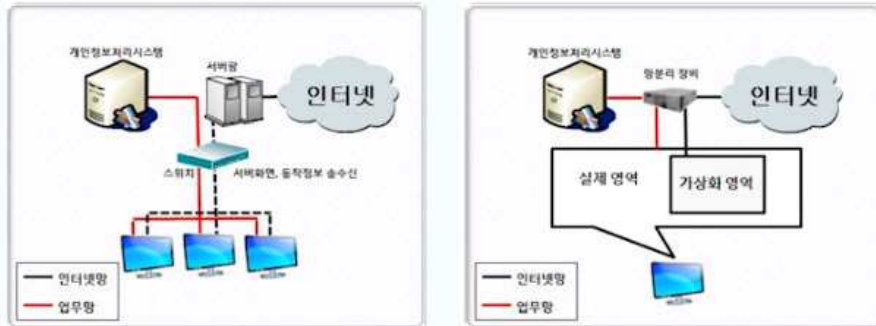 개인정보처리시스템
서버팜
인터넷
스위치
서버화면, 동작정보 송수신
인터넷망
업무망
개인정보처리시스템
망분리 장비
인터넷
실제 영역
가상화 영역
인터넷망
업무망